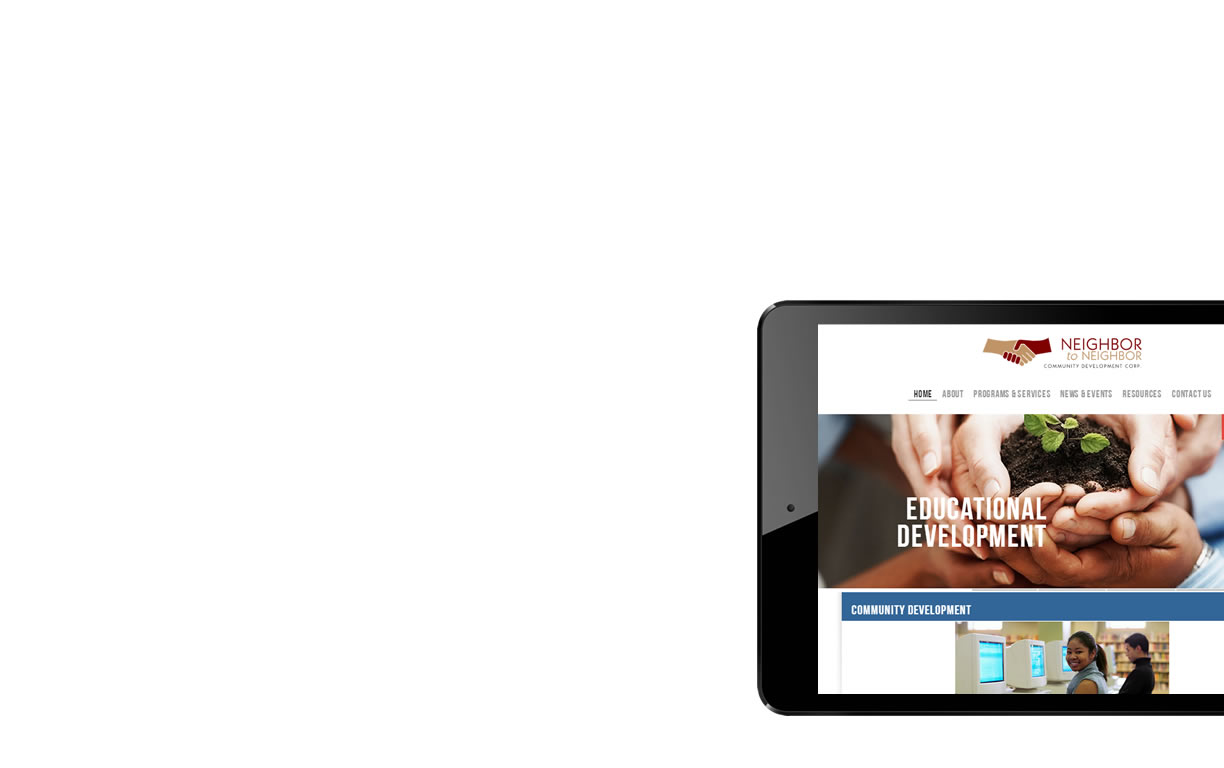 NEIGHBOR
to NEIGHBOR
COMMUNITY DEVELOPMENT CORP.
HOME ABOUT PROGRAMS & SERVICES NEWS & EVENTS RESOURCES CONTACT US
EDUCATIONAL
DEVELOPMENT
COMMUNITY DEVELOPMENT